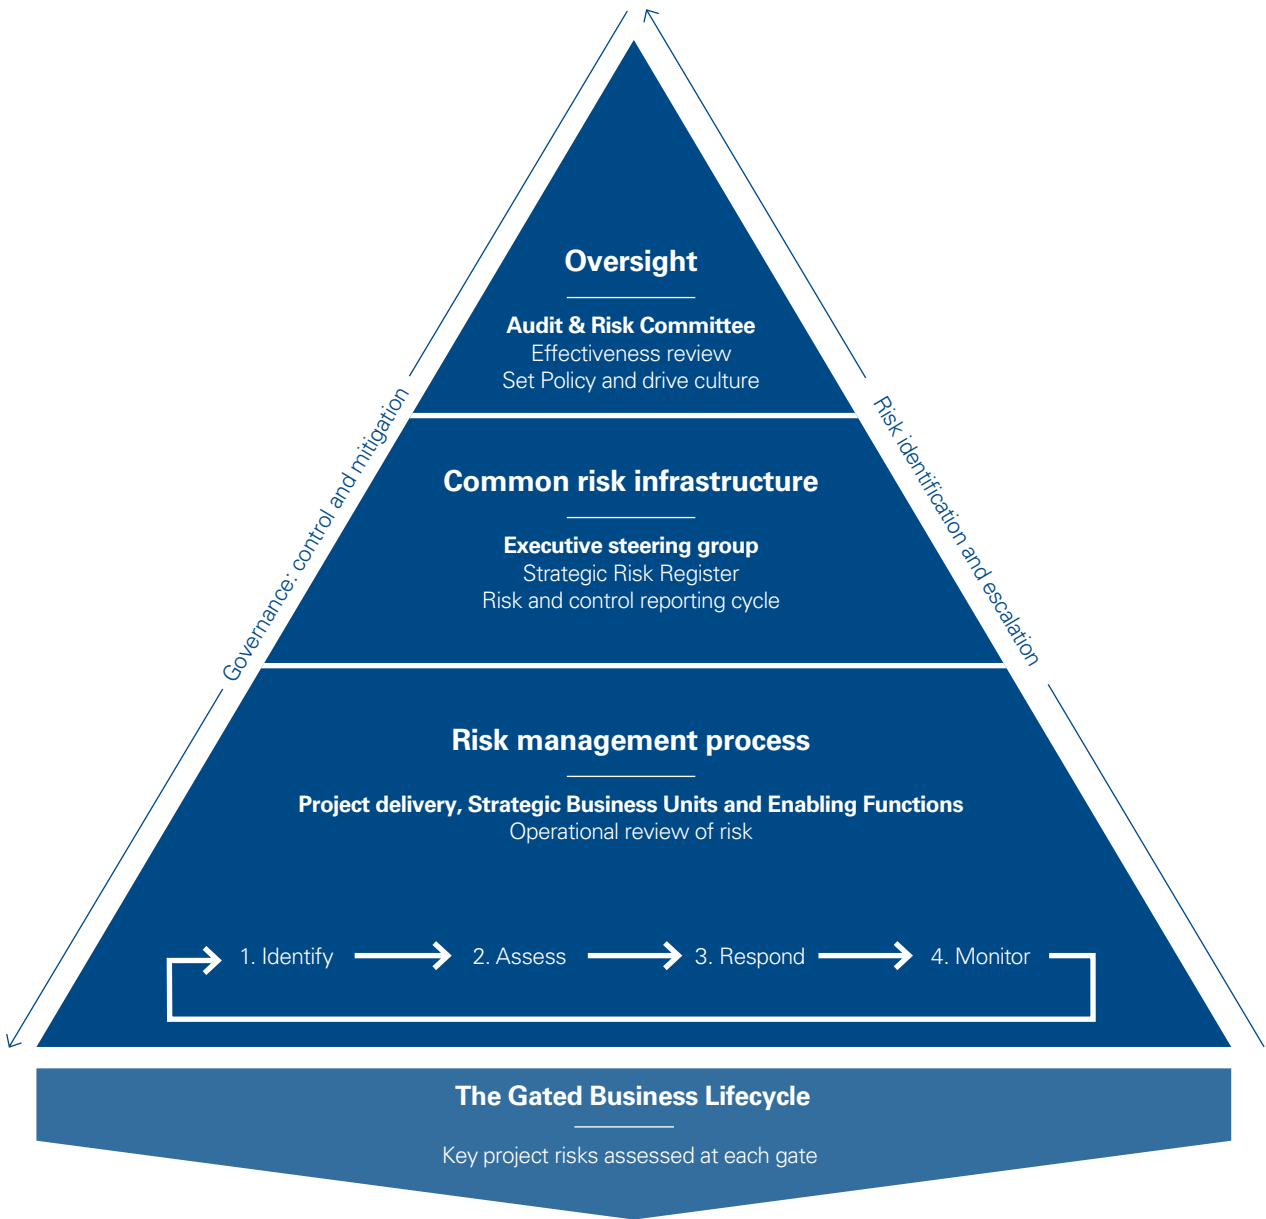 Oversight
Audit & Risk Committee
Effectiveness review
Set Policy and drive culture
Governance: control and mitigation
Risk identification and escalation
Common risk infrastructure
Executive steering group
Strategic Risk Register
Risk and control reporting cycle
Risk management process
Project delivery, Strategic Business Units and Enabling Functions
Operational review of risk
1. Identify
2. Assess
3. Respond
4. Monitor
The Gated Business Lifecycle
Key project risks assessed at each gate